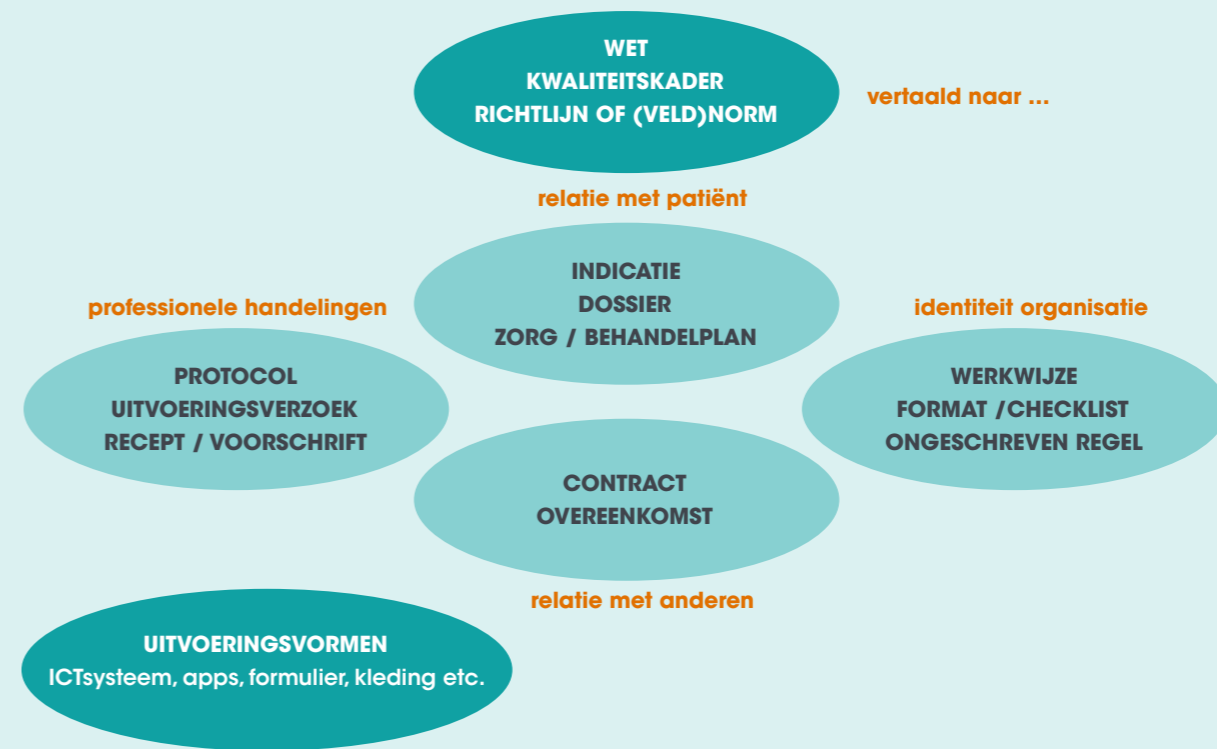 WET
KWALITEITSKADER
RICHTLIJN OF (VELD)NORM
vertaald naar ...
relatie met patiënt
INDICATIE
DOSSIER
ZORG / BEHANDELPLAN
professionele handelingen
PROTOCOL
UITVOERINGSVERZOEK
RECEPT / VOORSCHRIFT
identiteit organisatie
WERKWIJZE
FORMAT /CHECKLIST
ONGESCHREVEN REGEL
CONTRACT
OVEREENKOMST
relatie met anderen
UITVOERINGSVORMEN
ICTsysteem, apps, formulier, kleding etc.